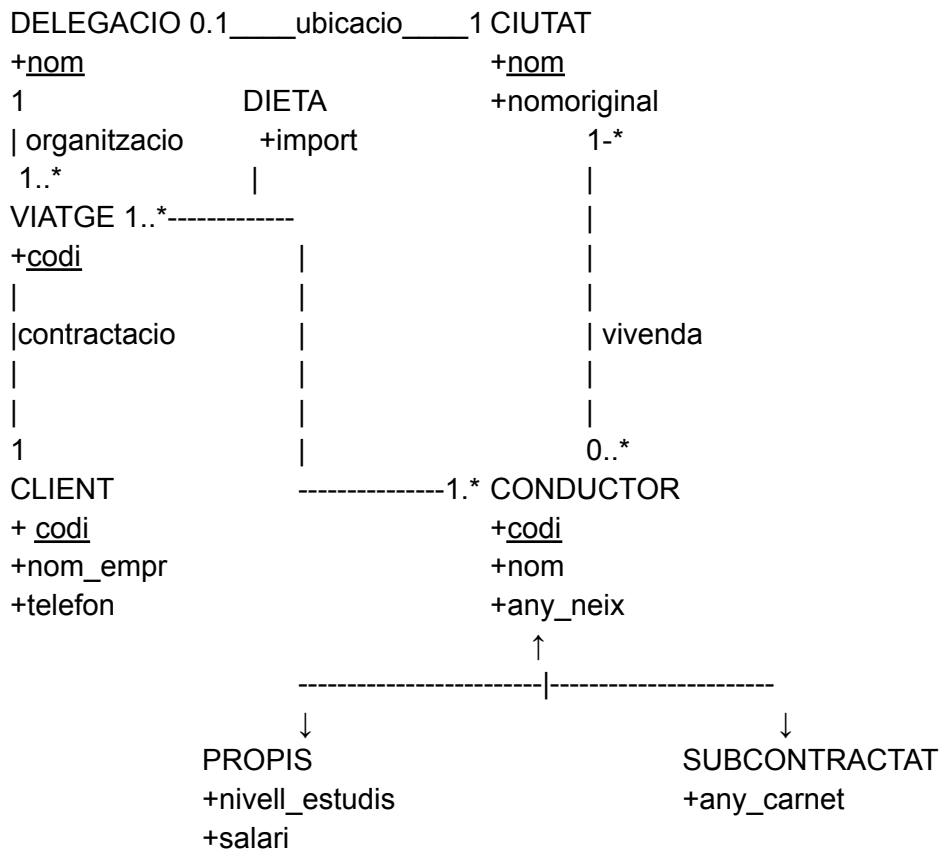 DELEGACIO 0.1____ubicacio____1 CIUTAT
+nom +nom
1 DIETA +nomoriginal
| organitzacio +import 1-*
1..* | |
VIATGE 1..*------------- |
+codi | |
| | |
|contractacio | | vivenda
| | |
| | |
1 | 0..*
CLIENT ---------------1.* CONDUCTOR
+ codi +codi
+nom_empr +nom
+telefon +any_neix
↑
-------------------------|-----------------------
↓ ↓
PROPIS SUBCONTRACTAT
+nivell_estudis +any_carnet
+salari